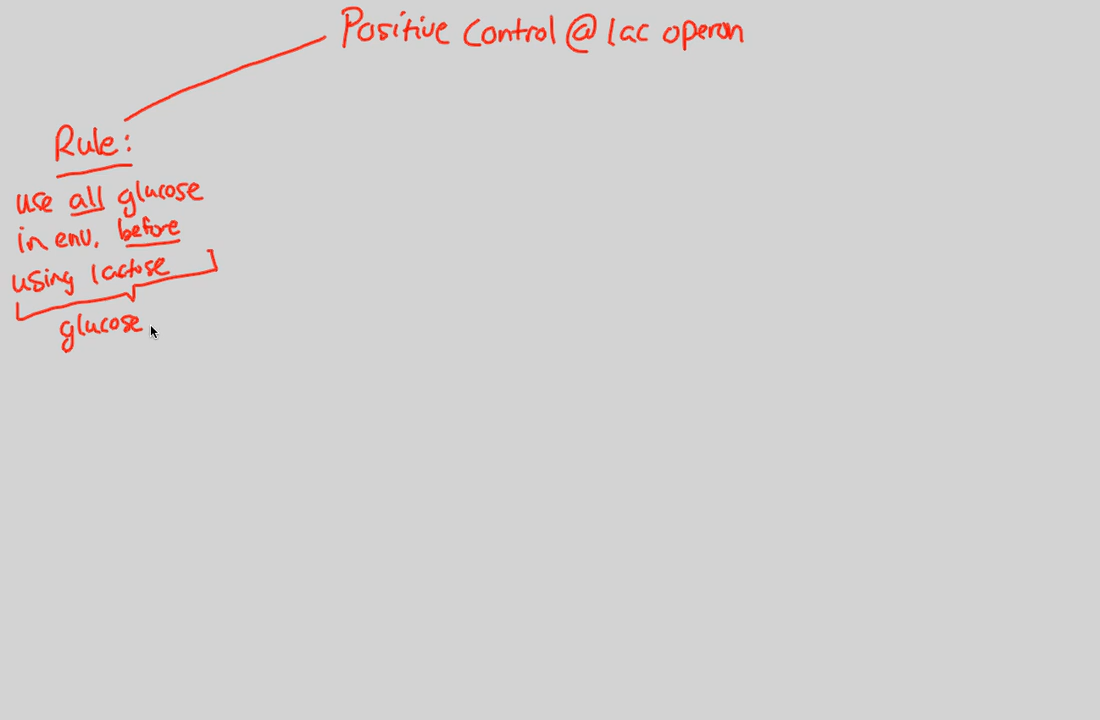 Positive Control @ lac operon
Rule:
use all glucose
in env. before
using lactose
glucose